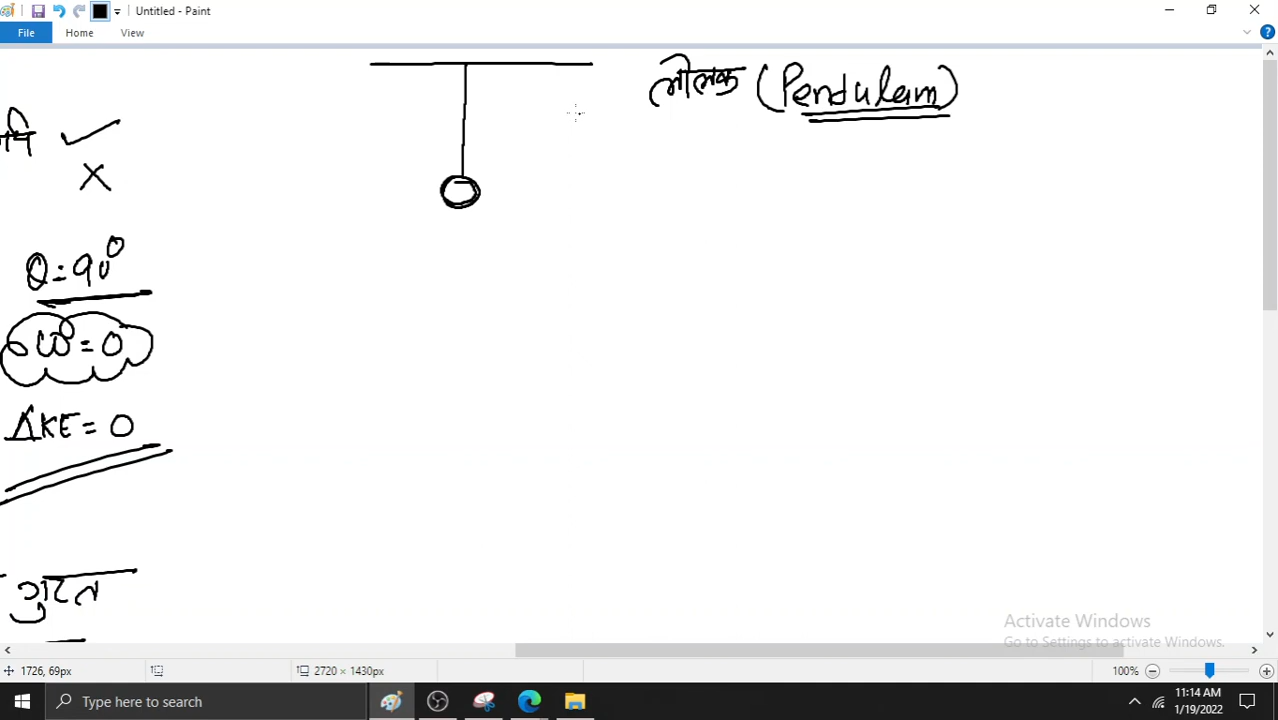 Untitled - Paint
File Home View
लोलक (Pendulum)
✓
X
θ = 90°
ω = 0
ΔKE = 0
Activate Windows
Go to Settings to activate Windows.
1726, 69px
2720 × 1430px
100%
Type here to search
11:14 AM
1/19/2022